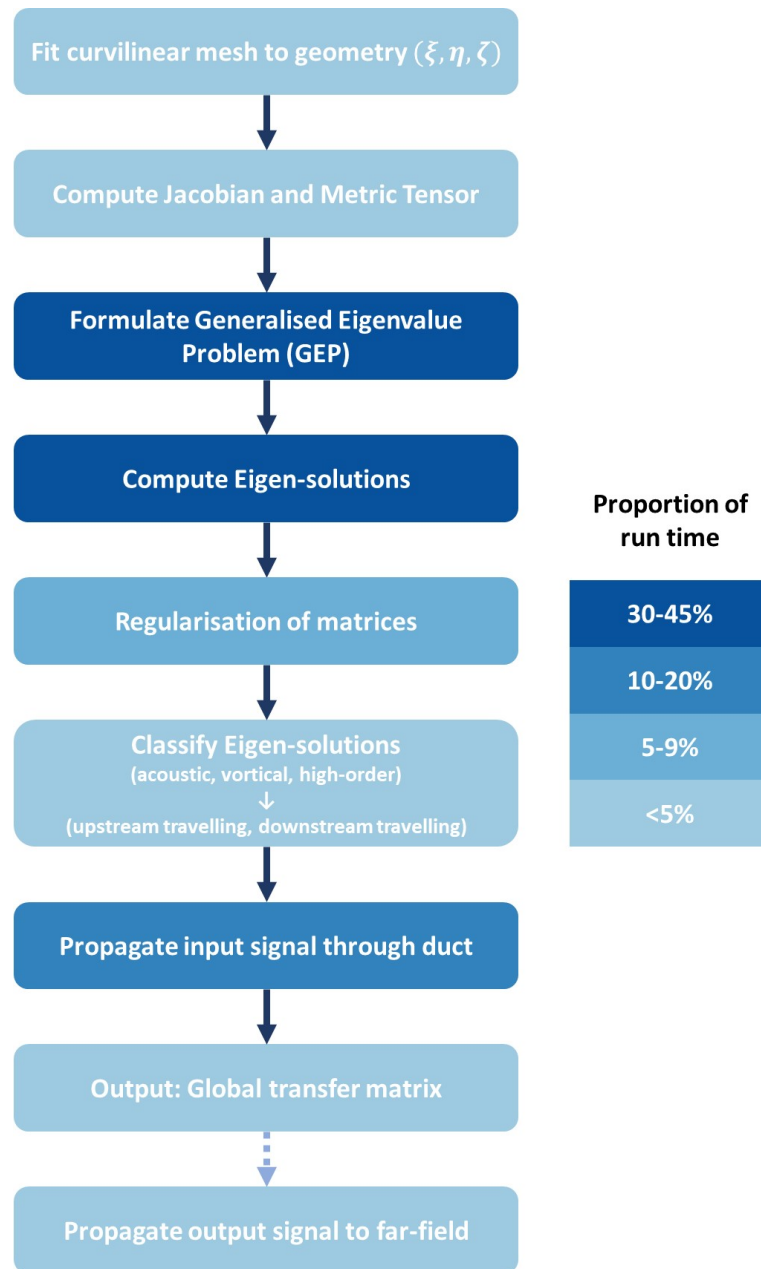 Fit curvilinear mesh to geometry (ξ, η, ζ)
Compute Jacobian and Metric Tensor
Formulate Generalised Eigenvalue
Problem (GEP)
Compute Eigen-solutions
Regularisation of matrices
Classify Eigen-solutions
(acoustic, vortical, high-order)
↓
(upstream travelling, downstream travelling)
Propagate input signal through duct
Output: Global transfer matrix
Propagate output signal to far-field
Proportion of
run time
30-45%
10-20%
5-9%
<5%